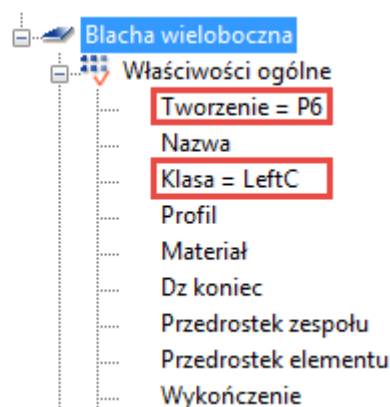 Blacha wieloboczna
Właściwości ogólne
Tworzenie = P6
Nazwa
Klasa = LeftC
Profil
Materiał
Dz koniec
Przedrostek zespołu
Przedrostek elementu
Wykończenie